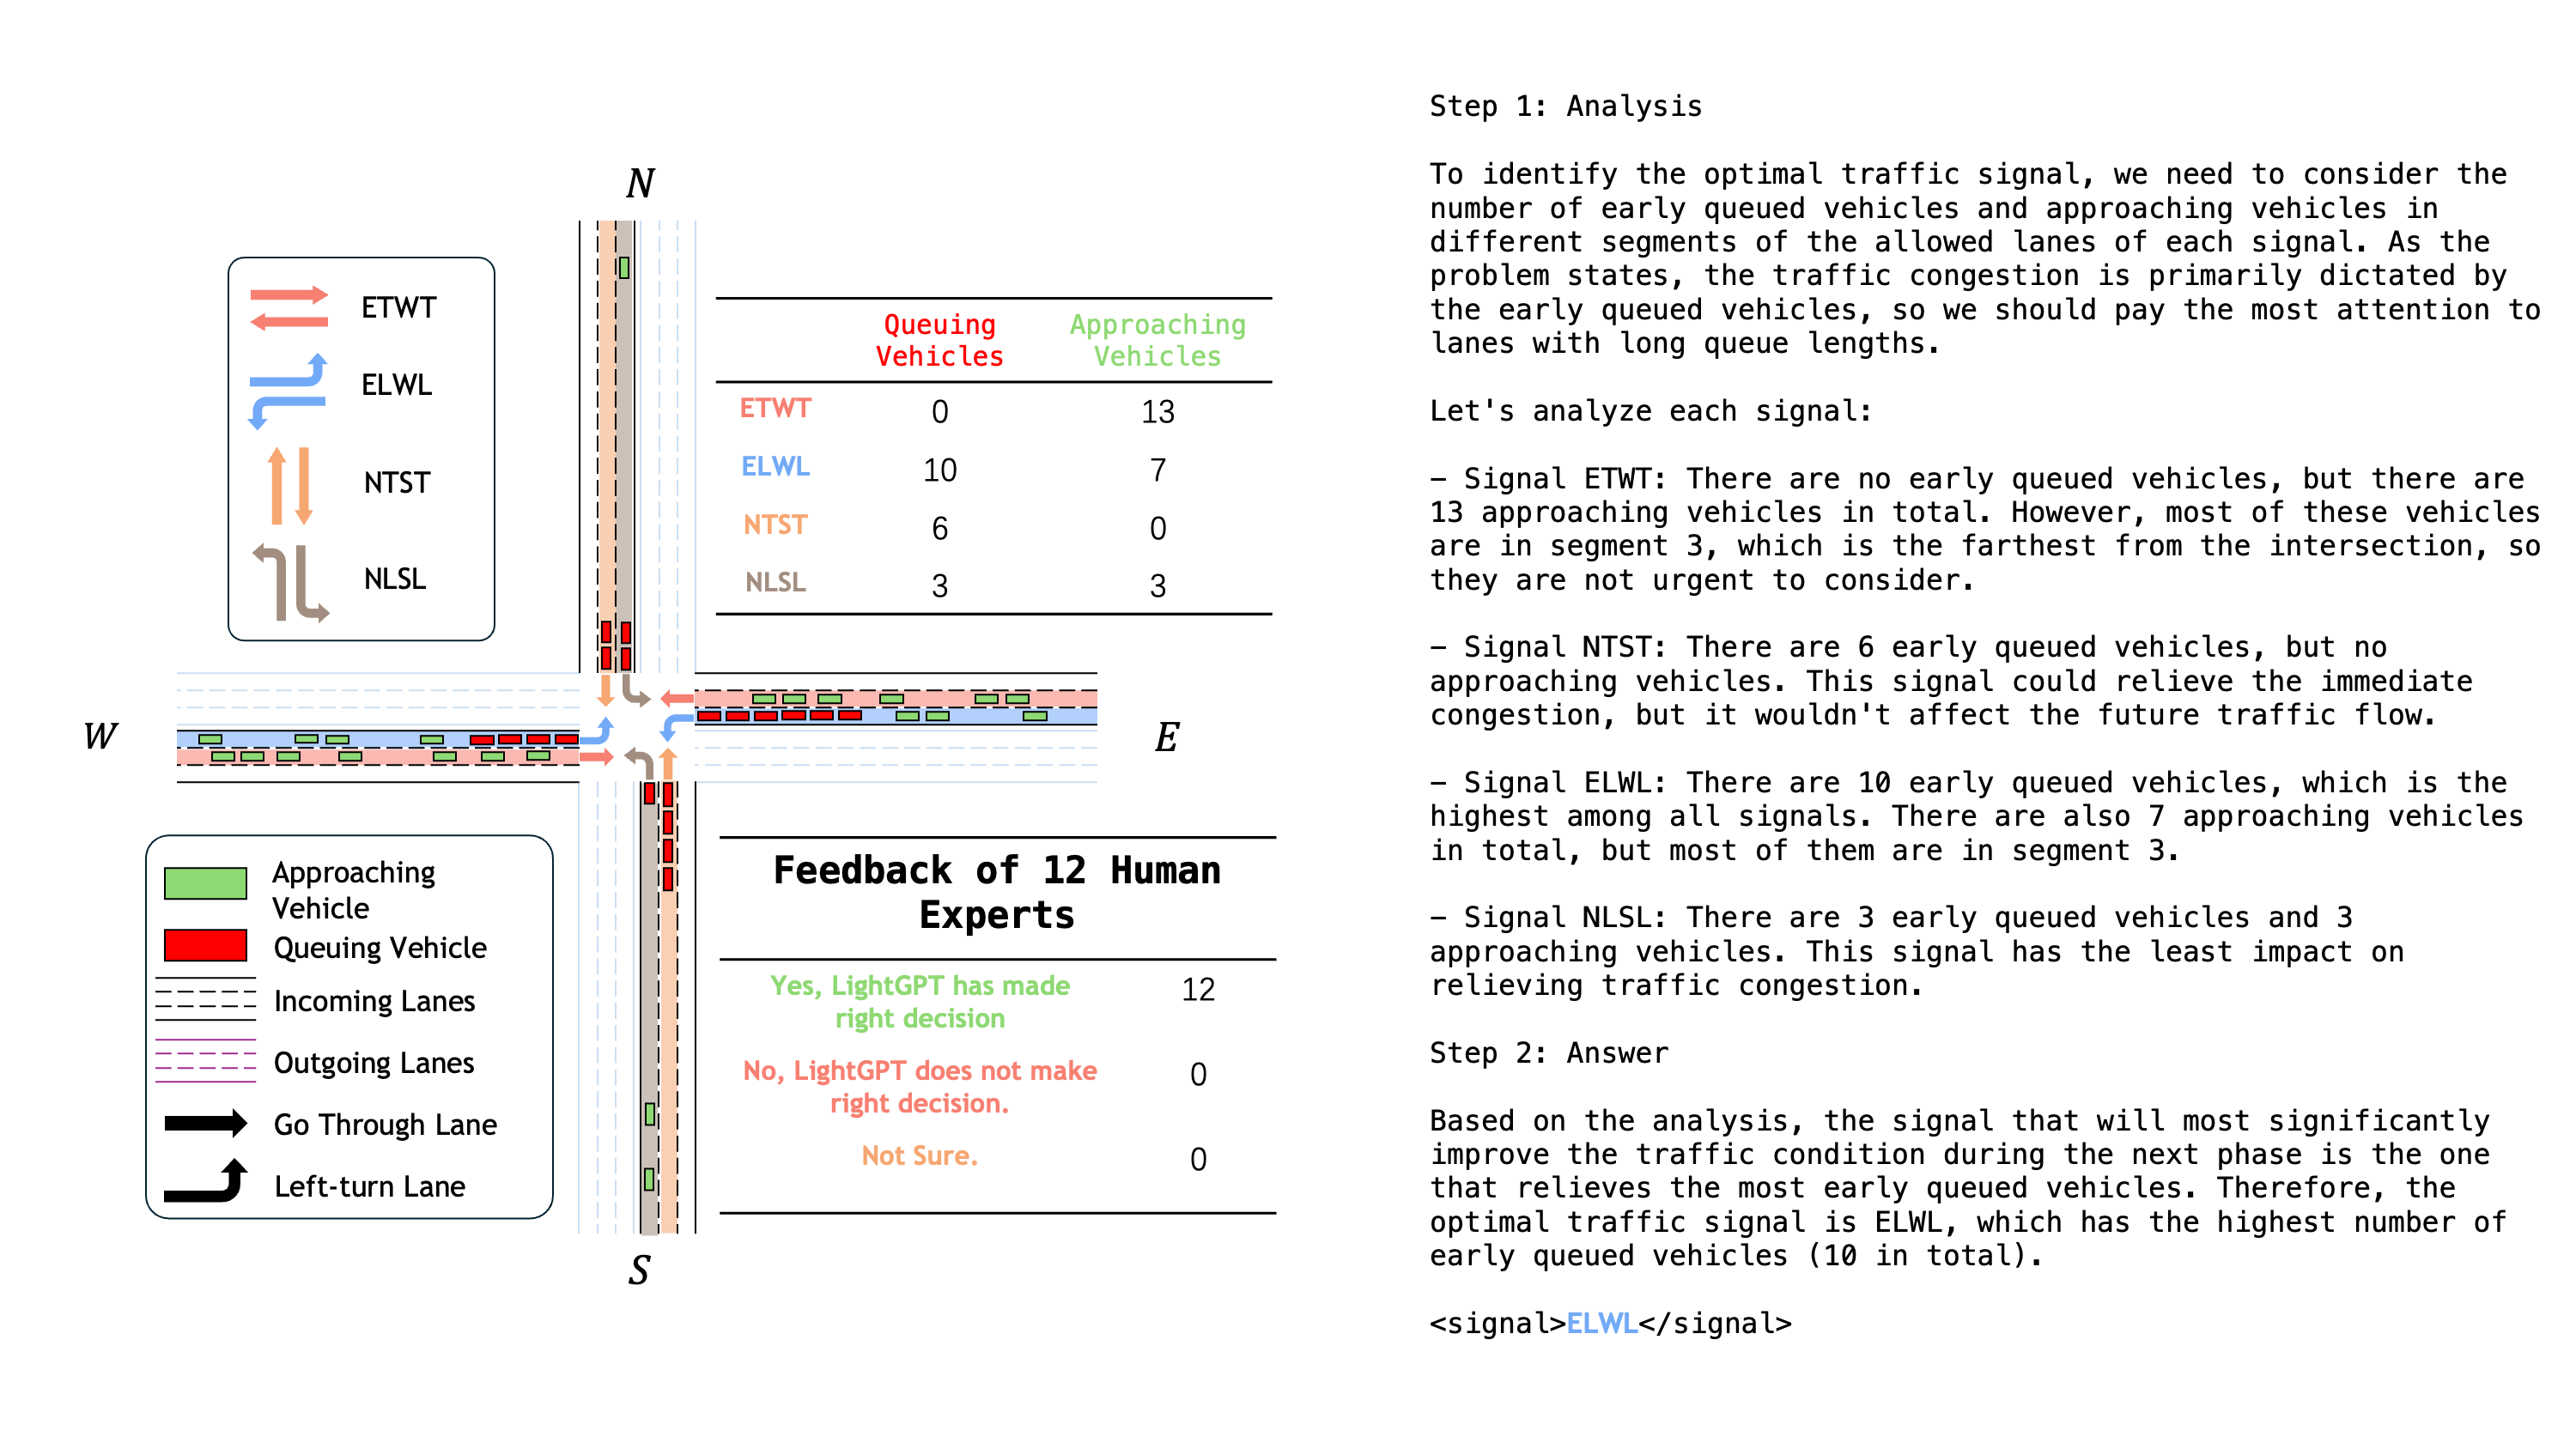 N
ETWT
ELWL
NTST
NLSL
Queuing Vehicles
Approaching Vehicles
ETWT 0 13
ELWL 10 7
NTST 6 0
NLSL 3 3
W
E
Approaching
Vehicle
Queuing Vehicle
Incoming Lanes
Outgoing Lanes
Go Through Lane
Left-turn Lane
Feedback of 12 Human
Experts
Yes, LightGPT has made
right decision
12
No, LightGPT does not make
right decision.
0
Not Sure.
0
S
Step 1: Analysis
To identify the optimal traffic signal, we need to consider the
number of early queued vehicles and approaching vehicles in
different segments of the allowed lanes of each signal. As the
problem states, the traffic congestion is primarily dictated by
the early queued vehicles, so we should pay the most attention to
lanes with long queue lengths.
Let's analyze each signal:
– Signal ETWT: There are no early queued vehicles, but there are
13 approaching vehicles in total. However, most of these vehicles
are in segment 3, which is the farthest from the intersection, so
they are not urgent to consider.
– Signal NTST: There are 6 early queued vehicles, but no
approaching vehicles. This signal could relieve the immediate
congestion, but it wouldn't affect the future traffic flow.
– Signal ELWL: There are 10 early queued vehicles, which is the
highest among all signals. There are also 7 approaching vehicles
in total, but most of them are in segment 3.
– Signal NLSL: There are 3 early queued vehicles and 3
approaching vehicles. This signal has the least impact on
relieving traffic congestion.
Step 2: Answer
Based on the analysis, the signal that will most significantly
improve the traffic condition during the next phase is the one
that relieves the most early queued vehicles. Therefore, the
optimal traffic signal is ELWL, which has the highest number of
early queued vehicles (10 in total).
<signal>ELWL</signal>